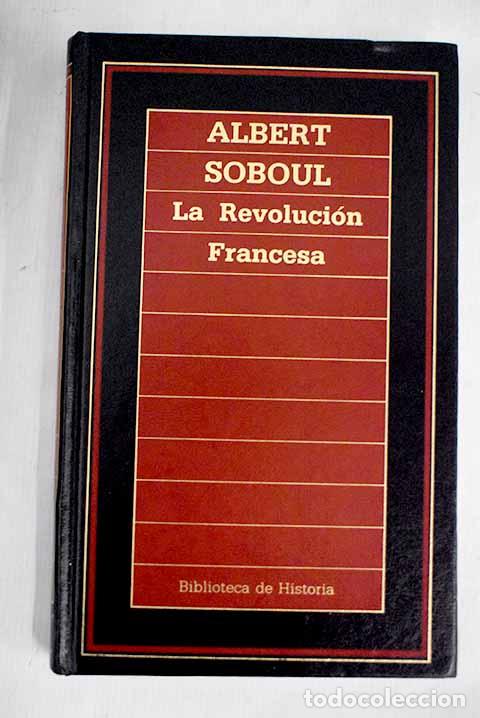 ALBERT
SOBOUL
La Revolución
Francesa
Biblioteca de Historia
todocoleccion